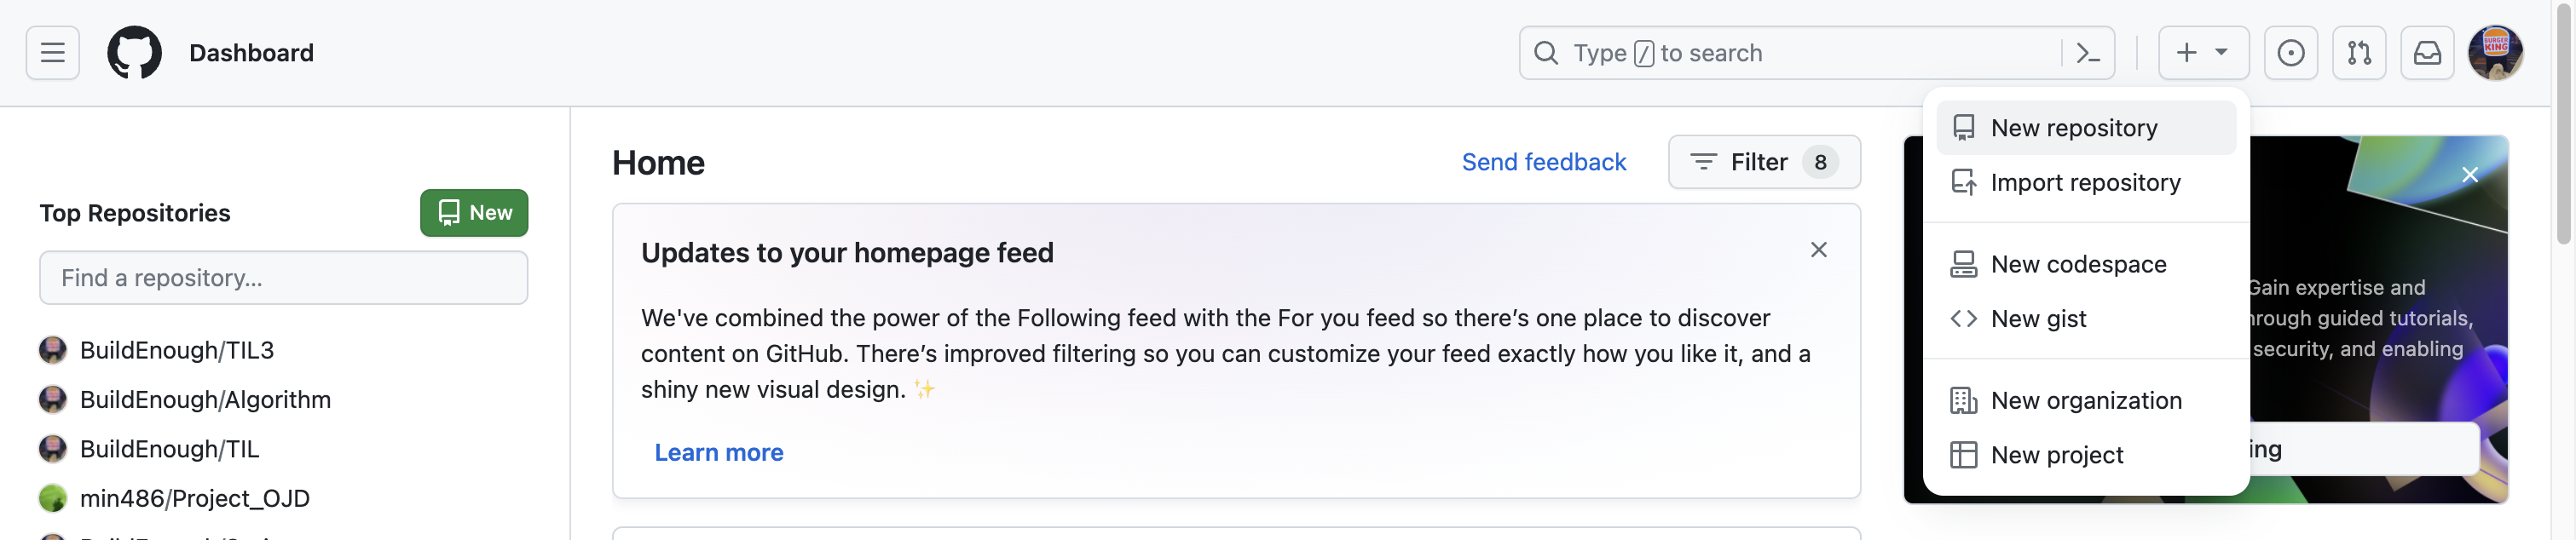 Dashboard
Type / to search
Top Repositories
New
Find a repository...
BuildEnough/TIL3
BuildEnough/Algorithm
BuildEnough/TIL
min486/Project_OJD
Home
Send feedback
Filter 8
Updates to your homepage feed
We've combined the power of the Following feed with the For you feed so there’s one place to discover
content on GitHub. There’s improved filtering so you can customize your feed exactly how you like it, and a
shiny new visual design. ✨
Learn more
New repository
Import repository
New codespace
New gist
New organization
New project
Gain expertise and
through guided tutorials,
security, and enabling
BURGER
KING